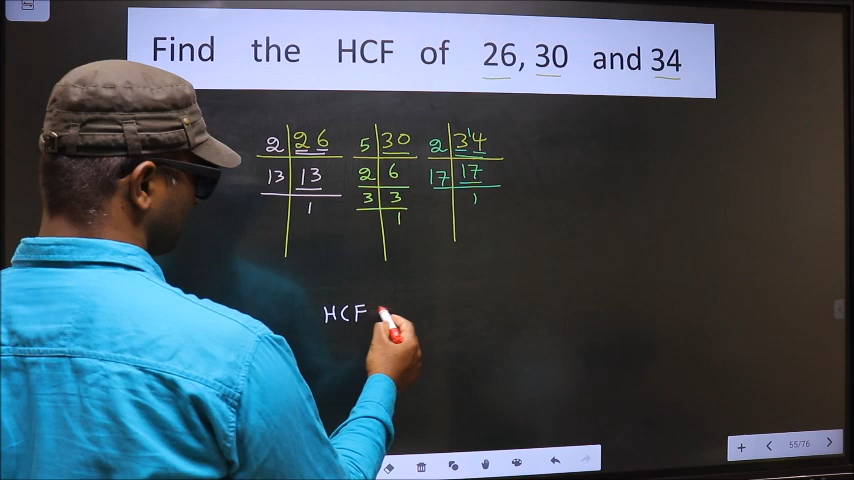 Find the HCF of 26, 30 and 34
2 26 5 30 2 3¹4
13 13 2 6 17 17
1 3 3 1
1
HCF
55/76